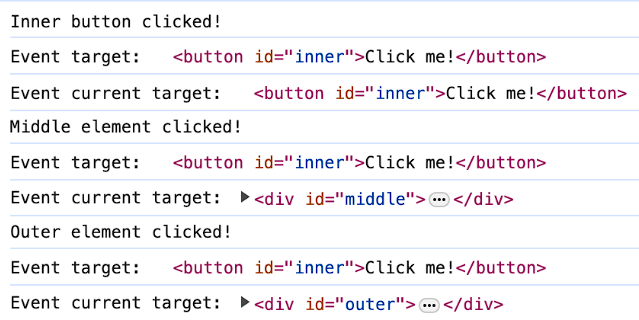 Inner button clicked!
Event target: <button id="inner">Click me!</button>
Event current target: <button id="inner">Click me!</button>
Middle element clicked!
Event target: <button id="inner">Click me!</button>
Event current target: ▶<div id="middle">…</div>
Outer element clicked!
Event target: <button id="inner">Click me!</button>
Event current target: ▶<div id="outer">…</div>